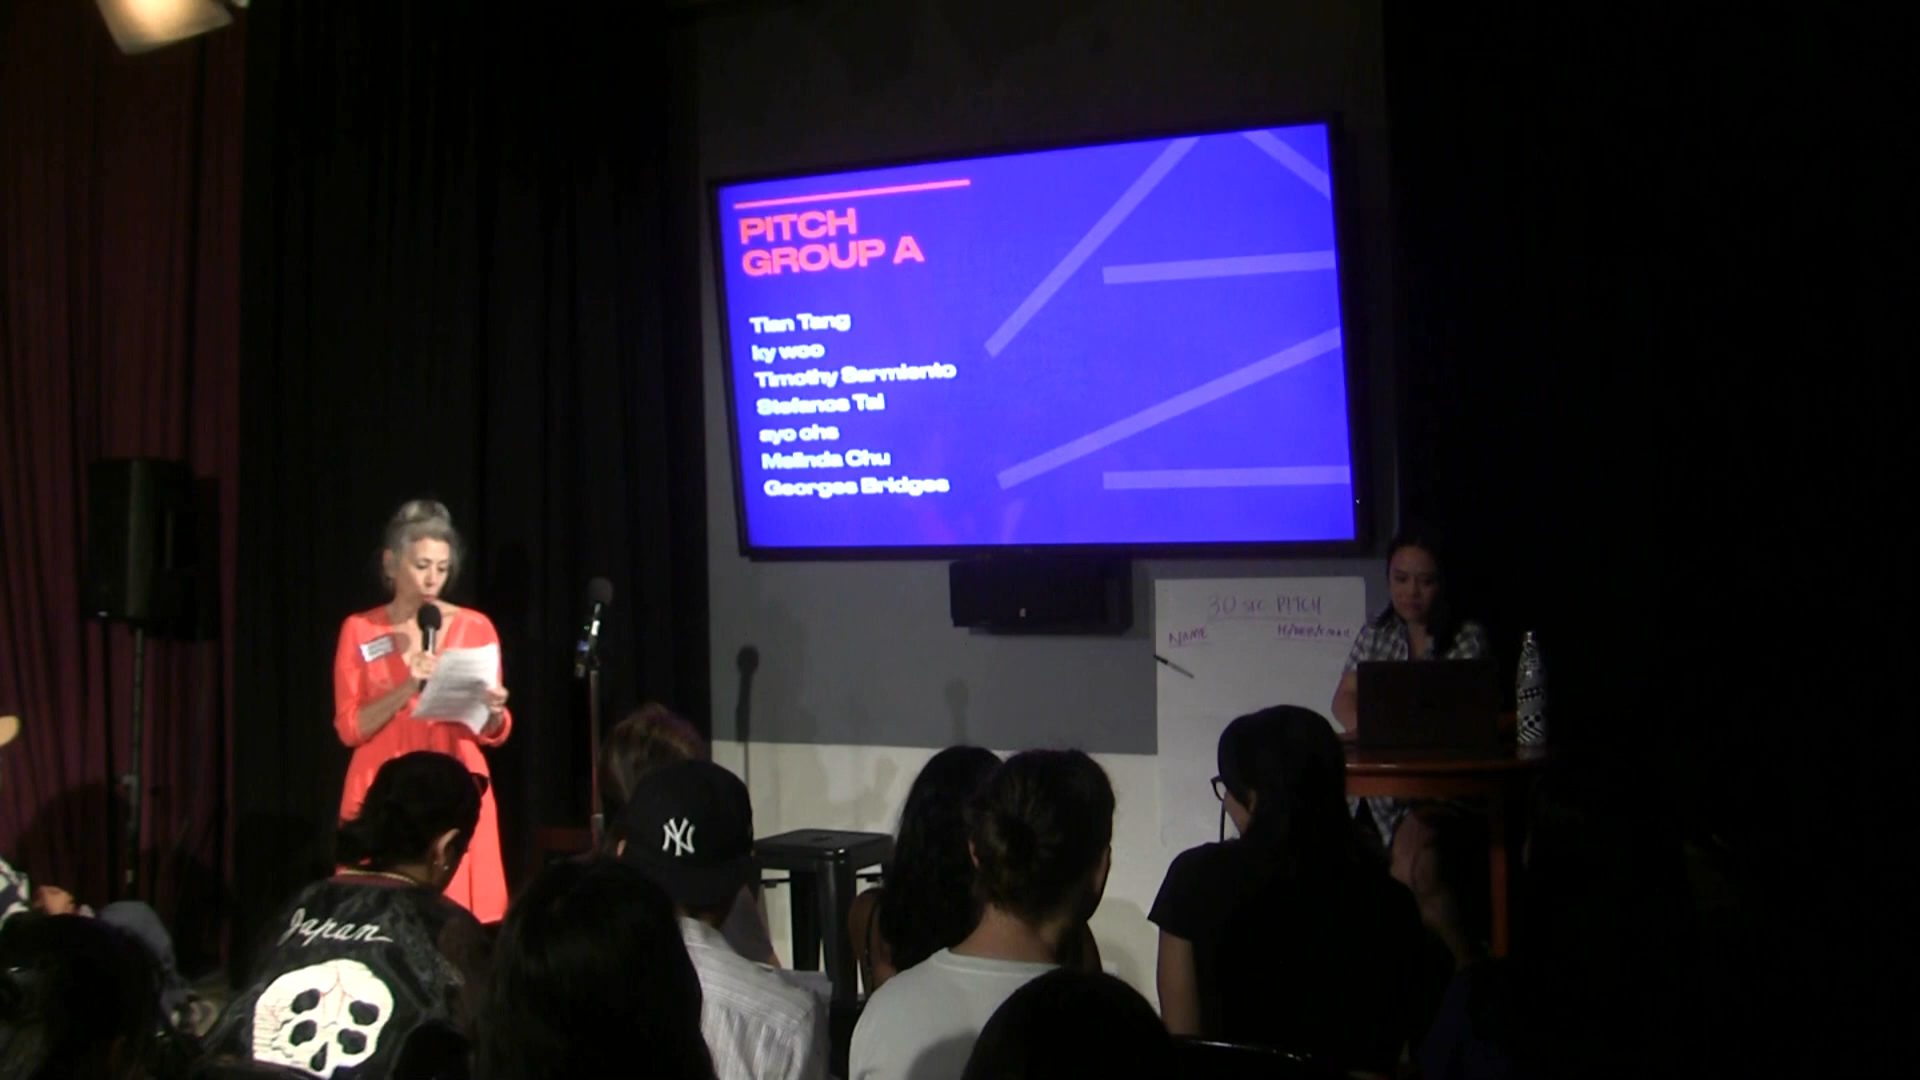 PITCH
GROUP A
Tian Tang
ky woo
Timothy Sarmiento
Stefanos Tai
ayo ohs
Melinda Chu
Georges Bridges
30 SEC PITCH
NAME
NY
Japan